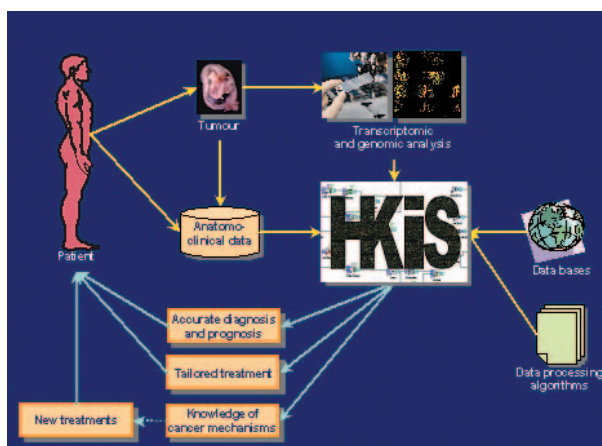 Tumour
Transcriptomic
and genomic analysis
Patient
Anatomo-
clinical data
HKiS
Data bases
Accurate diagnosis
and prognosis
Tailored treatment
Data processing
algorithms
New treatments
Knowledge of
cancer mechanisms